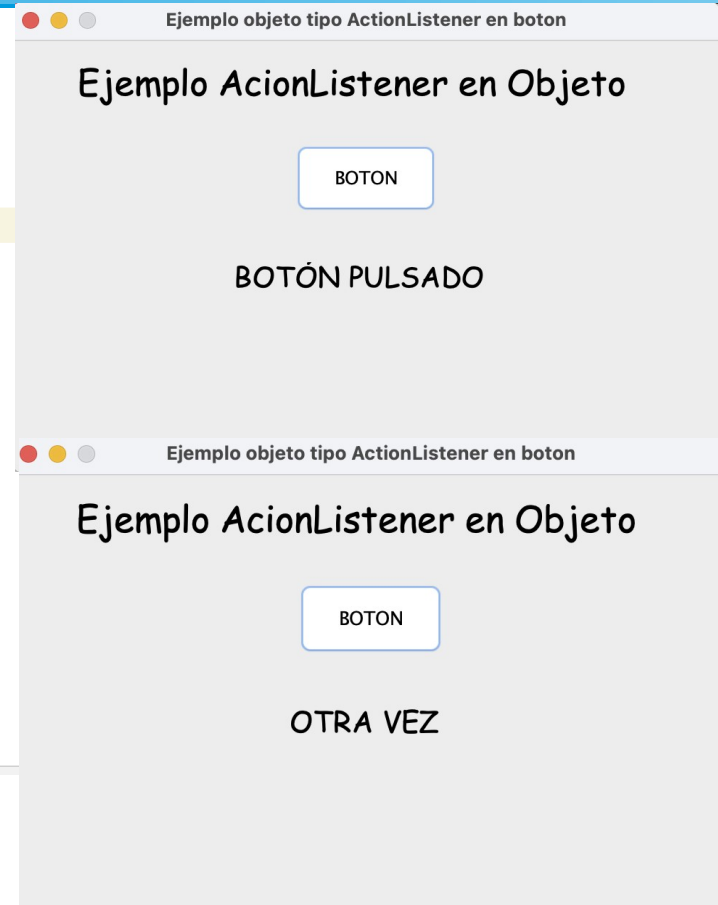 Ejemplo objeto tipo ActionListener en boton
Ejemplo AcionListener en Objeto
BOTON
BOTÓN PULSADO
Ejemplo objeto tipo ActionListener en boton
Ejemplo AcionListener en Objeto
BOTON
OTRA VEZ